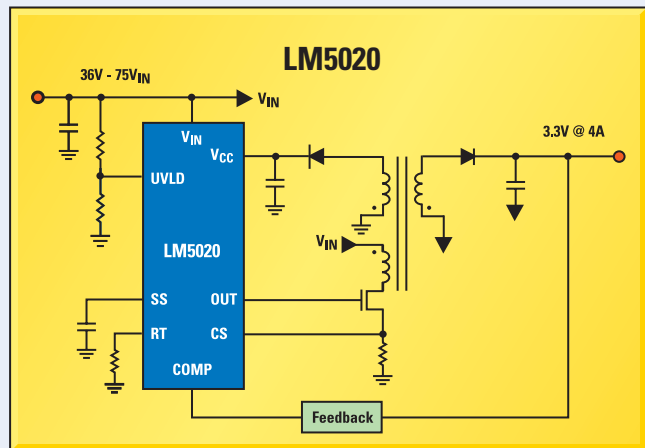 LM5020
36V - 75VIN
VIN
3.3V @ 4A
VIN
VCC
UVLD
LM5020
VIN
SS
OUT
RT
CS
COMP
Feedback